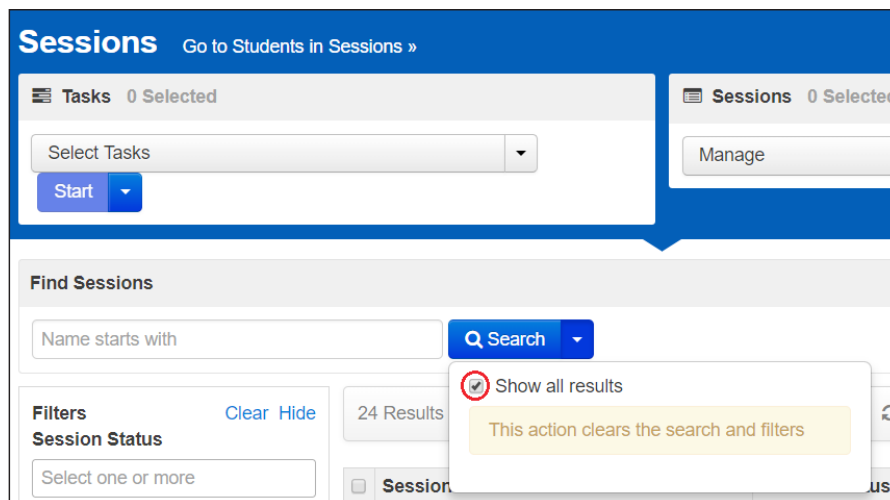 Sessions Go to Students in Sessions »
Tasks 0 Selected
Sessions 0 Selected
Select Tasks
Manage
Start
Find Sessions
Name starts with
Search
Show all results
This action clears the search and filters
Filters Clear Hide
24 Results
Session Status
Select one or more
Session